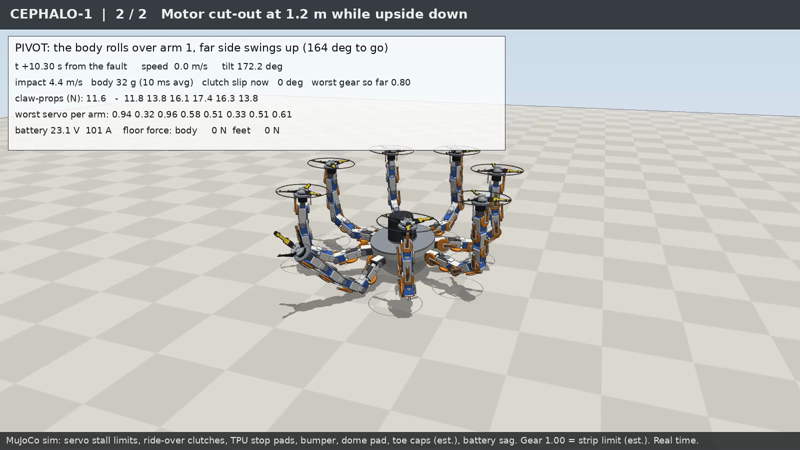 CEPHALO-1 | 2 / 2 Motor cut-out at 1.2 m while upside down
PIVOT: the body rolls over arm 1, far side swings up (164 deg to go)
t +10.30 s from the fault speed 0.0 m/s tilt 172.2 deg
impact 4.4 m/s body 32 g (10 ms avg) clutch slip now 0 deg worst gear so far 0.80
claw-props (N): 11.6 - 11.8 13.8 16.1 17.4 16.3 13.8
worst servo per arm: 0.94 0.32 0.96 0.58 0.51 0.33 0.51 0.61
battery 23.1 V 101 A floor force: body 0 N feet 0 N
MuJoCo sim: servo stall limits, ride-over clutches, TPU stop pads, bumper, dome pad, toe caps (est.), battery sag. Gear 1.00 = strip limit (est.). Real time.